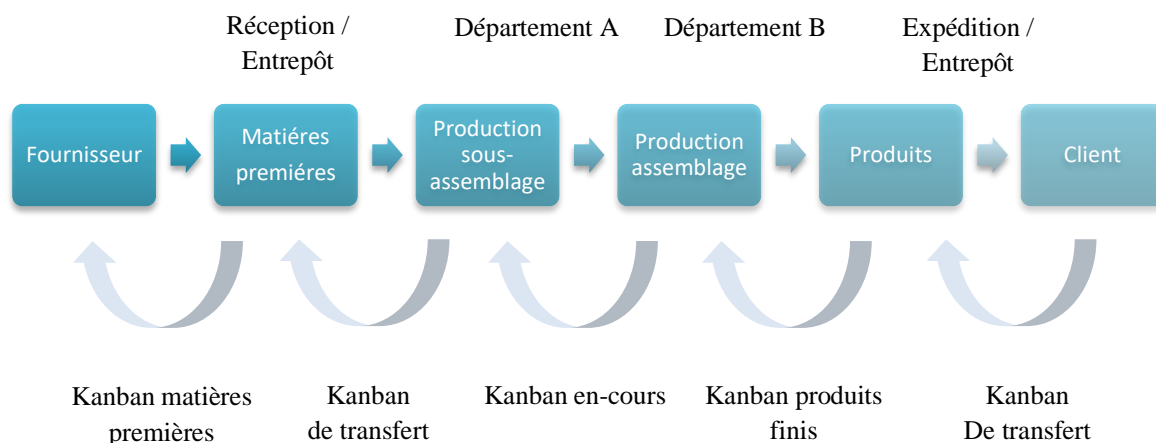 Réception /
Entrepôt
Département A
Département B
Expédition /
Entrepôt
Fournisseur
Matiéres
premiéres
Production
sous-
assemblage
Production
assemblage
Produits
Client
Kanban matières
premières
Kanban
de transfert
Kanban en-cours
Kanban produits
finis
Kanban
De transfert